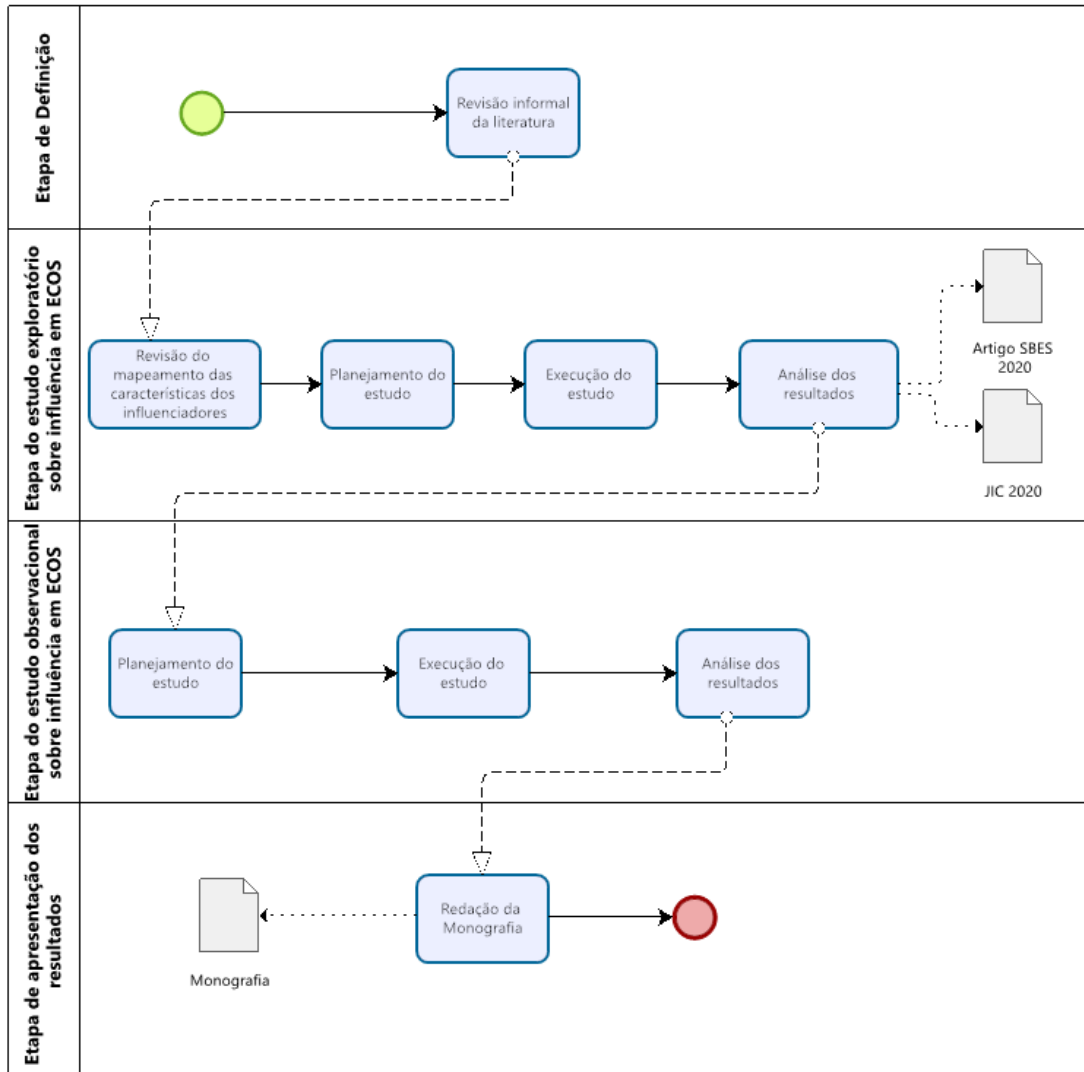 Etapa de Definição
Revisão informal
da literatura
Etapa do estudo exploratório
sobre influência em ECOS
Revisão do
mapeamento das
características dos
influenciadores
Planejamento do
estudo
Execução do
estudo
Análise dos
resultados
Artigo SBES
2020
JIC 2020
Etapa do estudo observacional
sobre influência em ECOS
Planejamento do
estudo
Execução do
estudo
Análise dos
resultados
Etapa de apresentação dos
resultados
Monografia
Redação da
Monografia